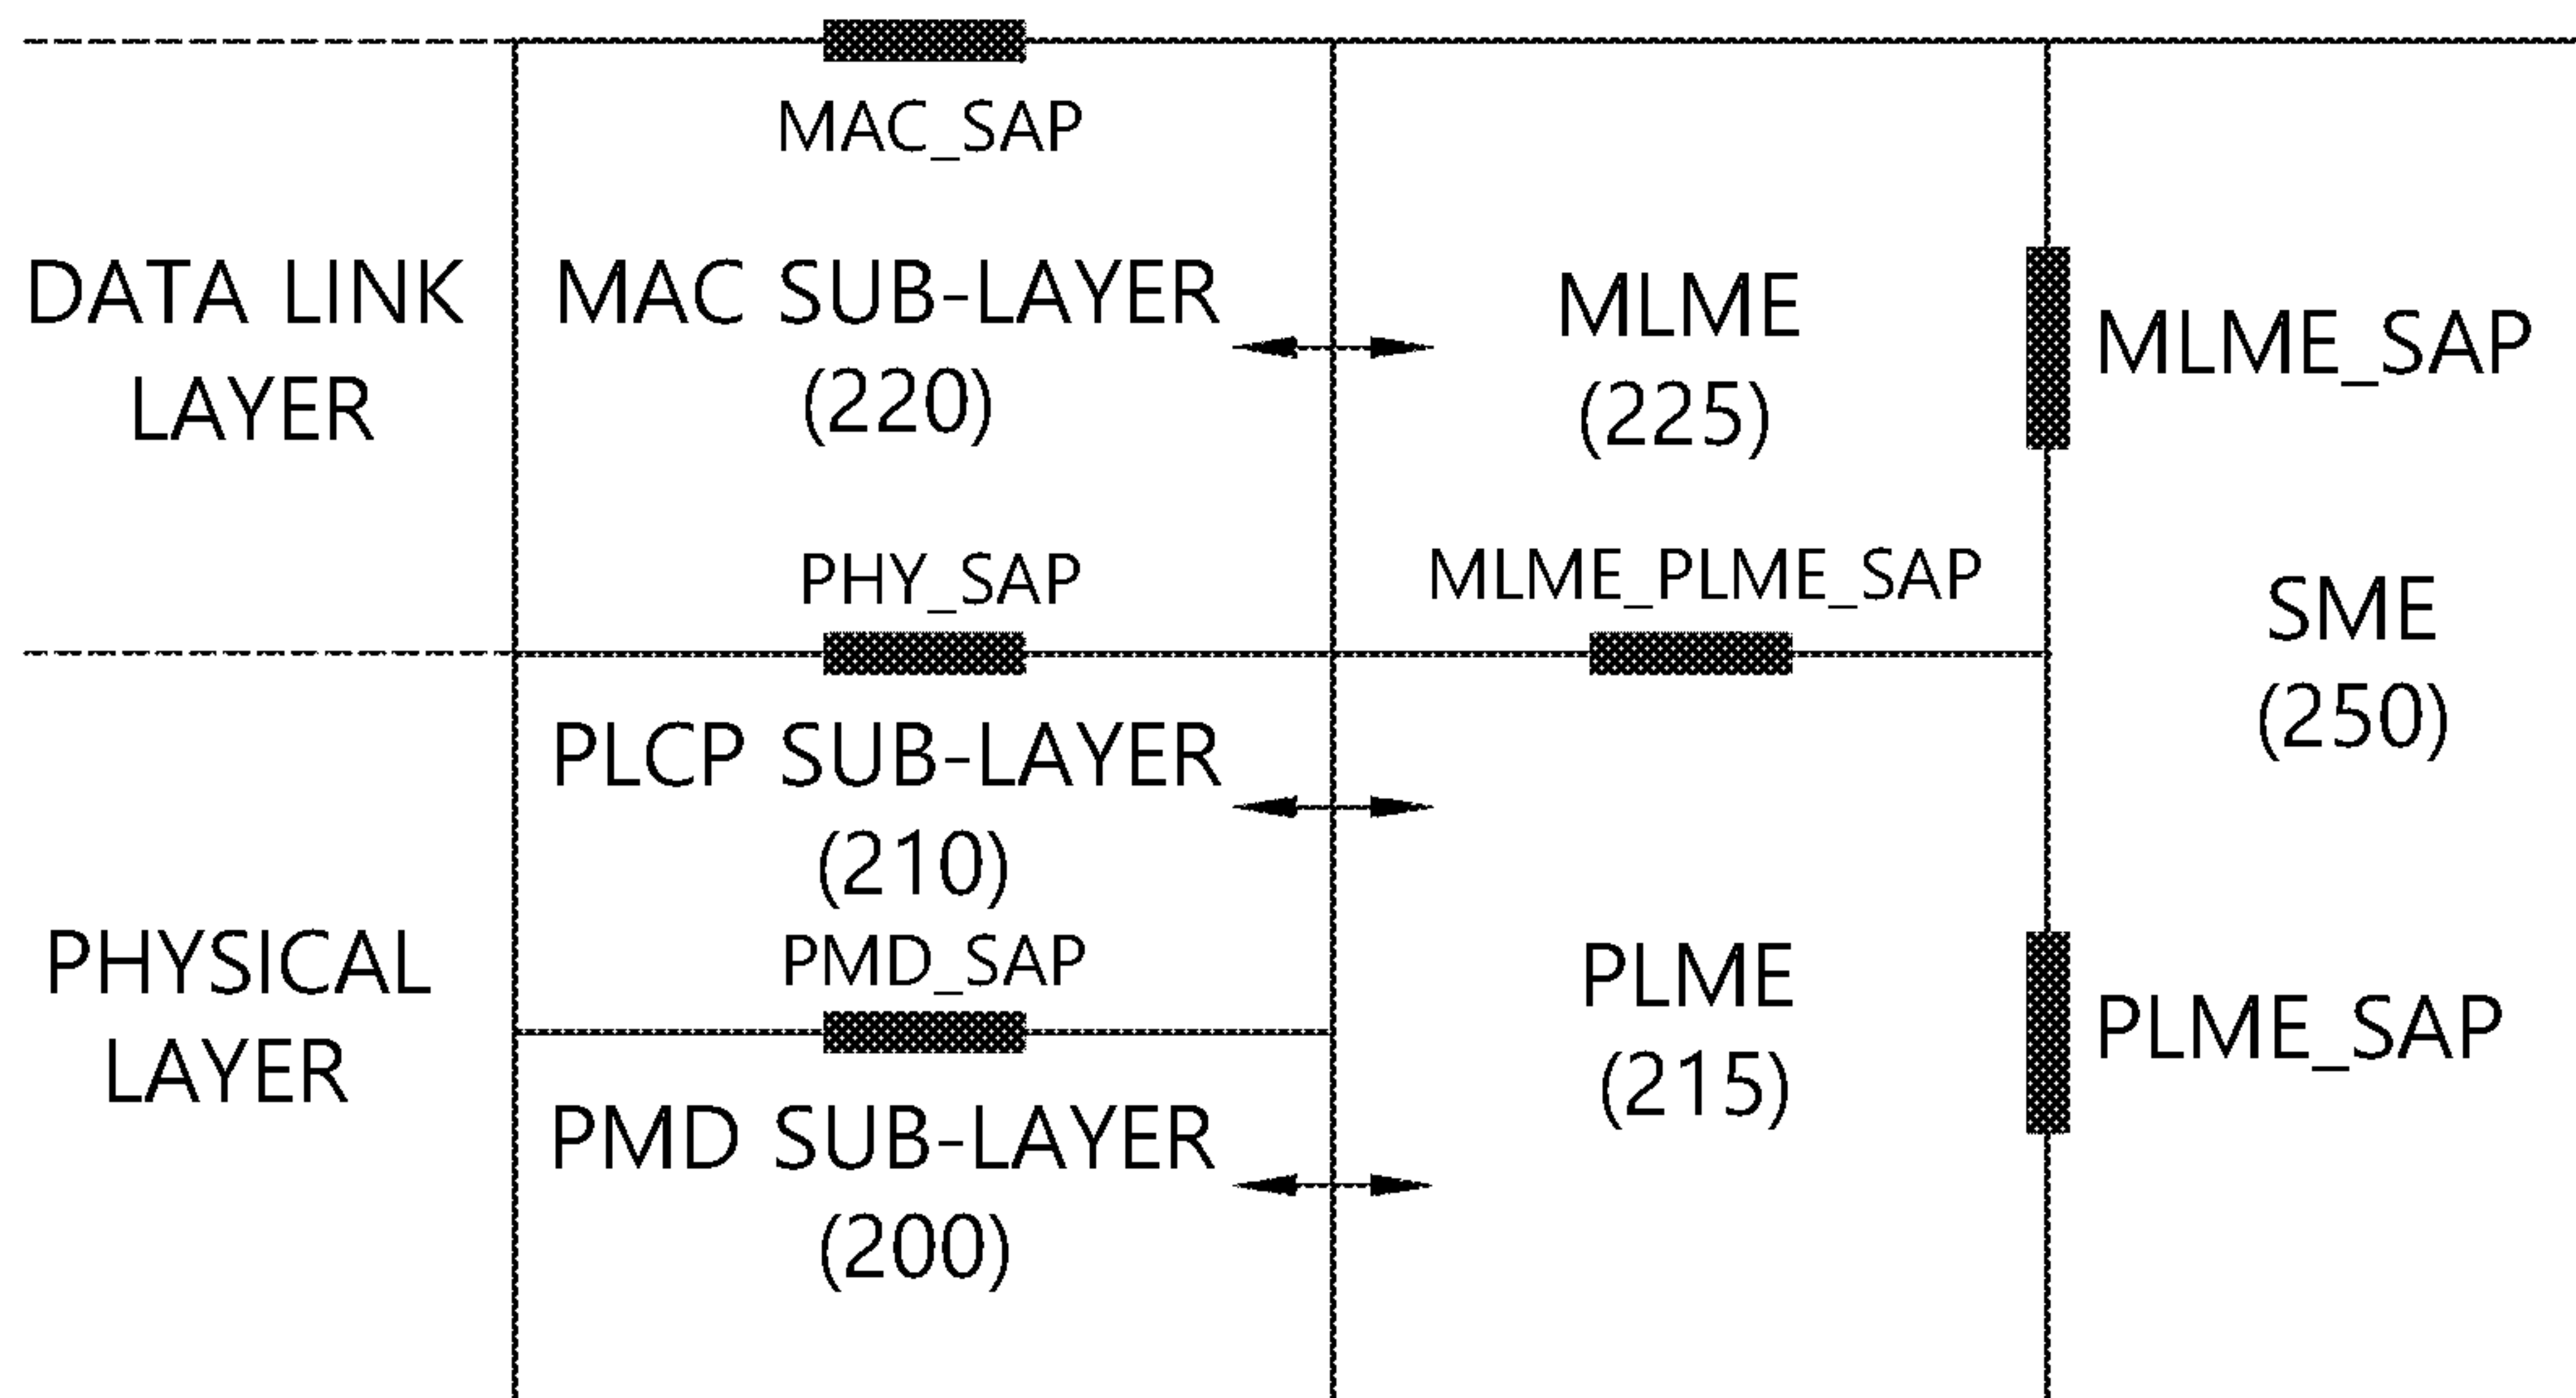 MAC_SAP
DATA LINK
LAYER
MAC SUB-LAYER
(220)
MLME
(225)
MLME_SAP
PHY_SAP
MLME_PLME_SAP
SME
(250)
PLCP SUB-LAYER
(210)
PHYSICAL
LAYER
PMD_SAP
PLME
(215)
PLME_SAP
PMD SUB-LAYER
(200)